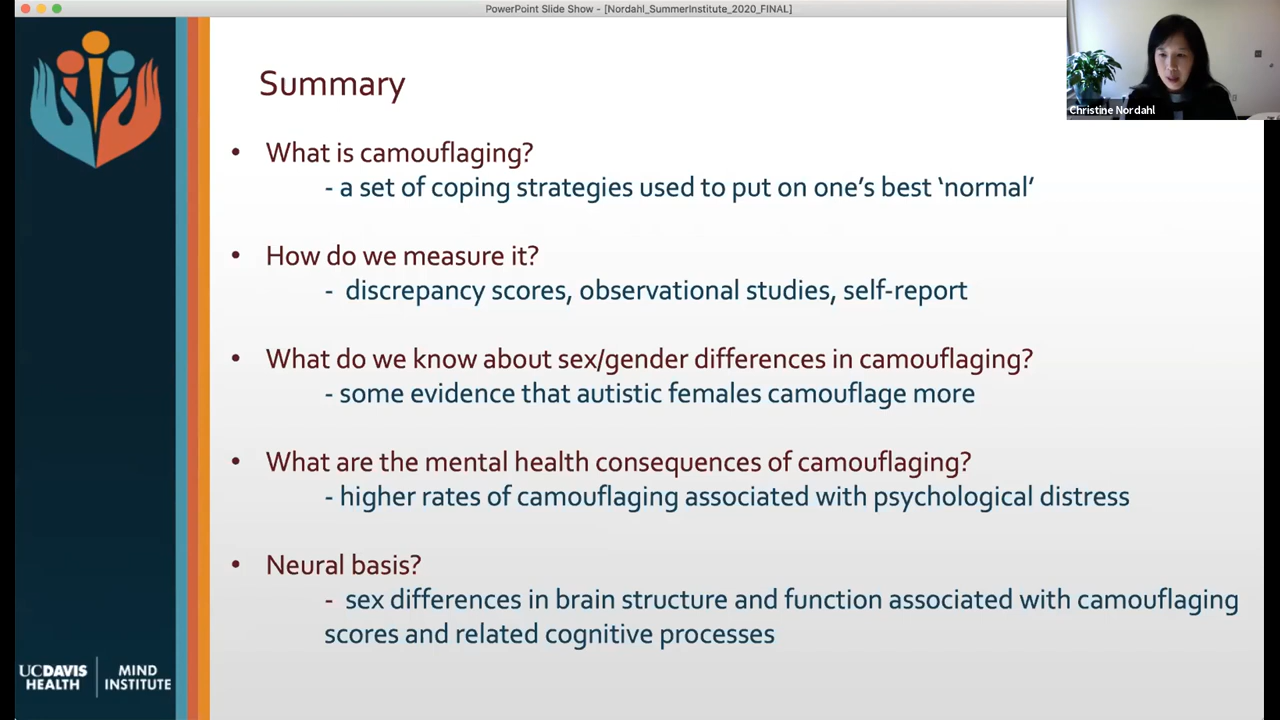 PowerPoint Slide Show - [Nordahl_SummerInstitute_2020_FINAL]
Christine Nordahl
Summary
• What is camouflaging?
- a set of coping strategies used to put on one’s best ‘normal’
• How do we measure it?
- discrepancy scores, observational studies, self-report
• What do we know about sex/gender differences in camouflaging?
- some evidence that autistic females camouflage more
• What are the mental health consequences of camouflaging?
- higher rates of camouflaging associated with psychological distress
• Neural basis?
- sex differences in brain structure and function associated with camouflaging
scores and related cognitive processes
UCDAVIS
HEALTH
MIND
INSTITUTE